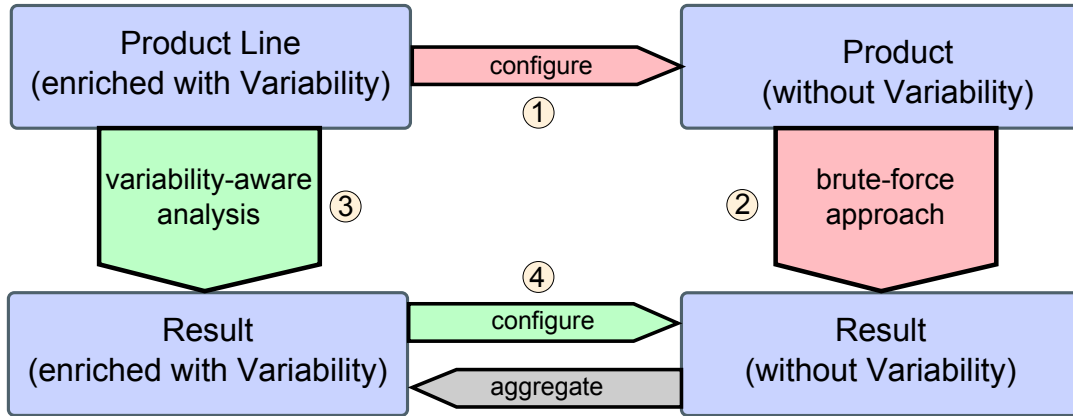 Product Line
(enriched with Variability)
configure
1
Product
(without Variability)
variability-aware
analysis
3
2
brute-force
approach
4
Result
(enriched with Variability)
configure
aggregate
Result
(without Variability)